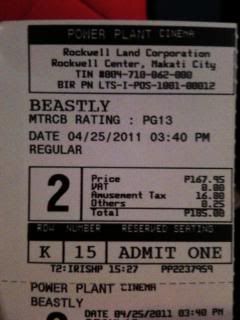 POWER PLANT CINEMA
Rockwell Land Corporation
Rockwell Center, Makati City
TIN #004-710-062-000
BIR PN LTS-I-POS-1001-00012
BEASTLY
MTRCB RATING : PG13
DATE 04/25/2011 03:40 PM
REGULAR
2
Price P167.95
VAT 0.00
Amusement Tax 16.80
Others 0.25
Total P185.00
ROW NUMBER RESERVED SEATING
K 15 ADMIT ONE
T2:IRISHP 15:27 PP2237959
POWER PLANT CINEMA
BEASTLY
DATE 04/25/2011 03:40 PM